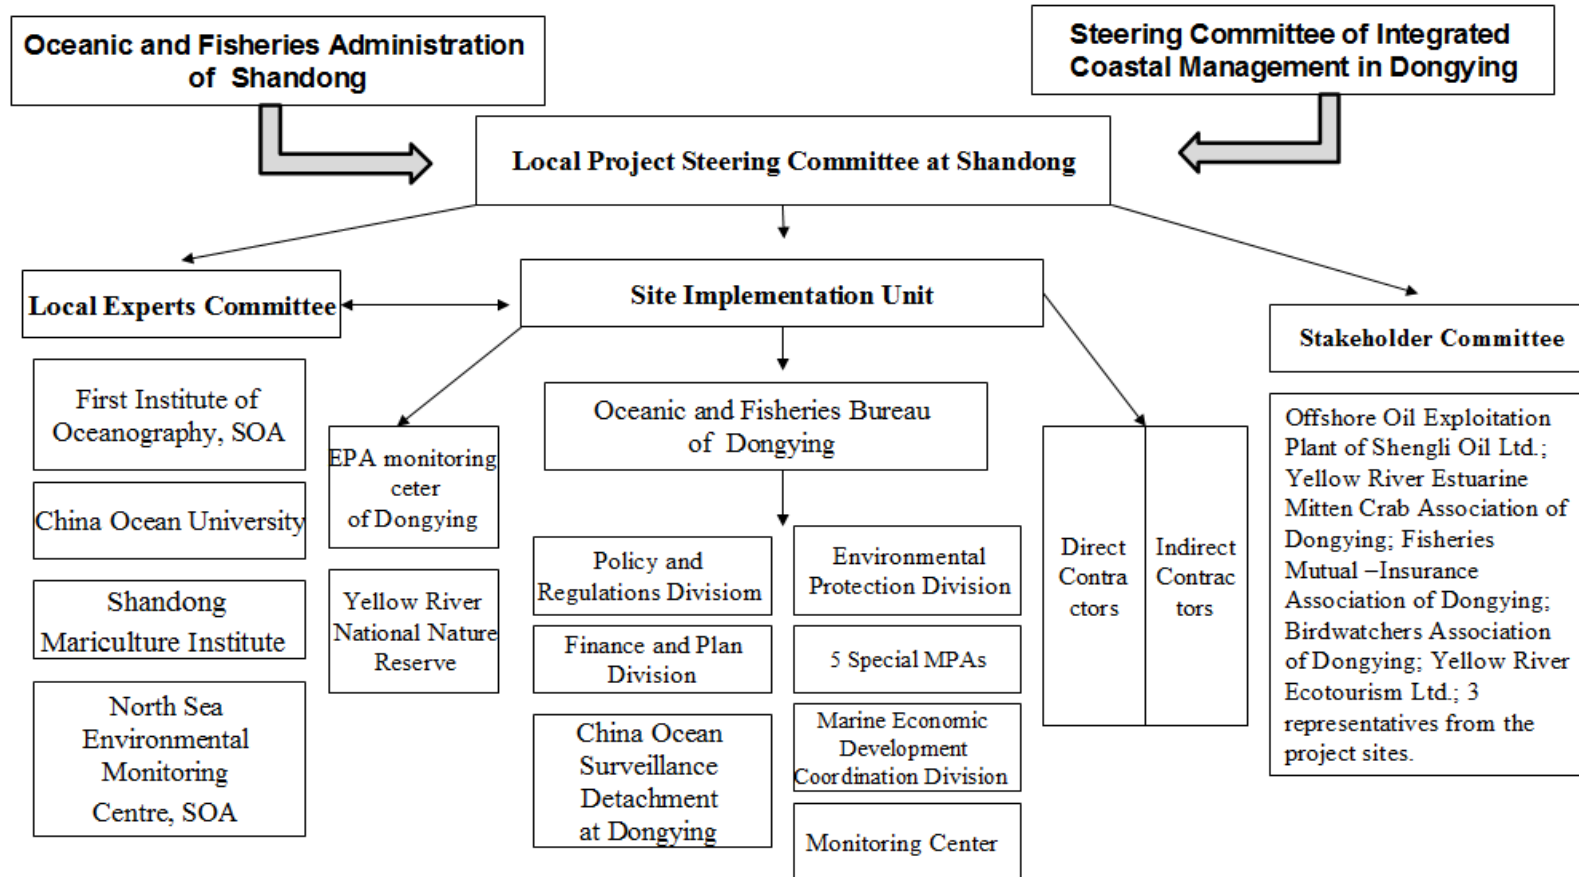 Oceanic and Fisheries Administration
of Shandong
Steering Committee of Integrated
Coastal Management in Dongying
Local Project Steering Committee at Shandong
Local Experts Committee
Site Implementation Unit
Stakeholder Committee
First Institute of
Oceanography, SOA
China Ocean University
Shandong
Mariculture Institute
North Sea
Environmental
Monitoring
Centre, SOA
EPA monitoring
ceter
of Dongying
Yellow River
National Nature
Reserve
Oceanic and Fisheries Bureau
of Dongying
Policy and
Regulations Divisiom
Finance and Plan
Division
China Ocean
Surveillance
Detachment
at Dongying
Environmental
Protection Division
5 Special MPAs
Marine Economic
Development
Coordination Division
Monitoring Center
Direct
Contra
ctors
Indirect
Contrac
tors
Offshore Oil Exploitation
Plant of Shengli Oil Ltd.;
Yellow River Estuarine
Mitten Crab Association of
Dongying; Fisheries
Mutual –Insurance
Association of Dongying;
Birdwatchers Association
of Dongying; Yellow River
Ecotourism Ltd.; 3
representatives from the
project sites.